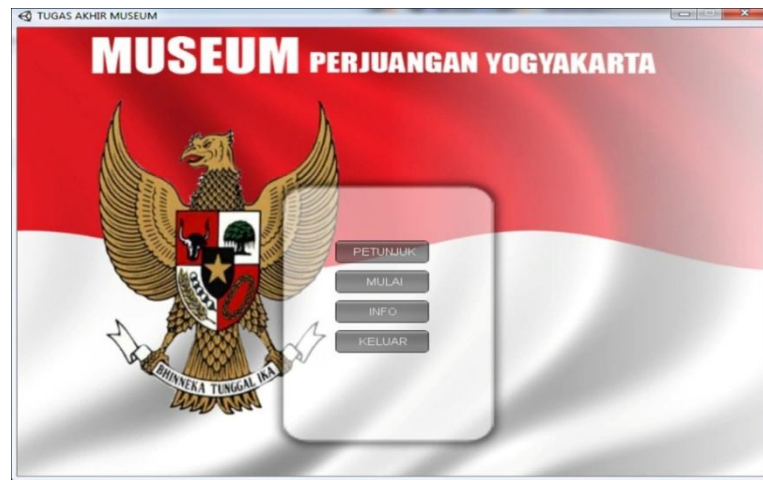 TUGAS AKHIR MUSEUM
MUSEUM PERJUANGAN YOGYAKARTA
PETUNJUK
MULAI
INFO
KELUAR
BHINNEKA TUNGGAL IKA